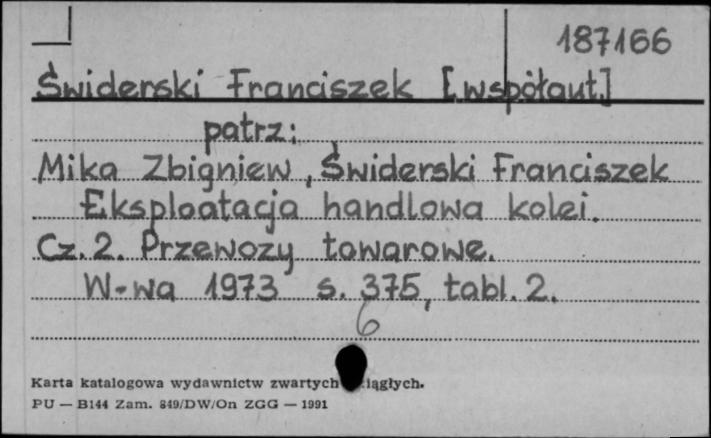 187166
Świderski Franciszek [współaut.]
patrz:
Mika Zbigniew, Świderski Franciszek
Eksploatacja handlowa kolei.
Cz. 2. Przewozy towarowe.
W-wa 1973 s. 375, tabl. 2.
6
Karta katalogowa wydawnictw zwartych iągłych.
PU — B144 Zam. 849/DW/On ZGG — 1991